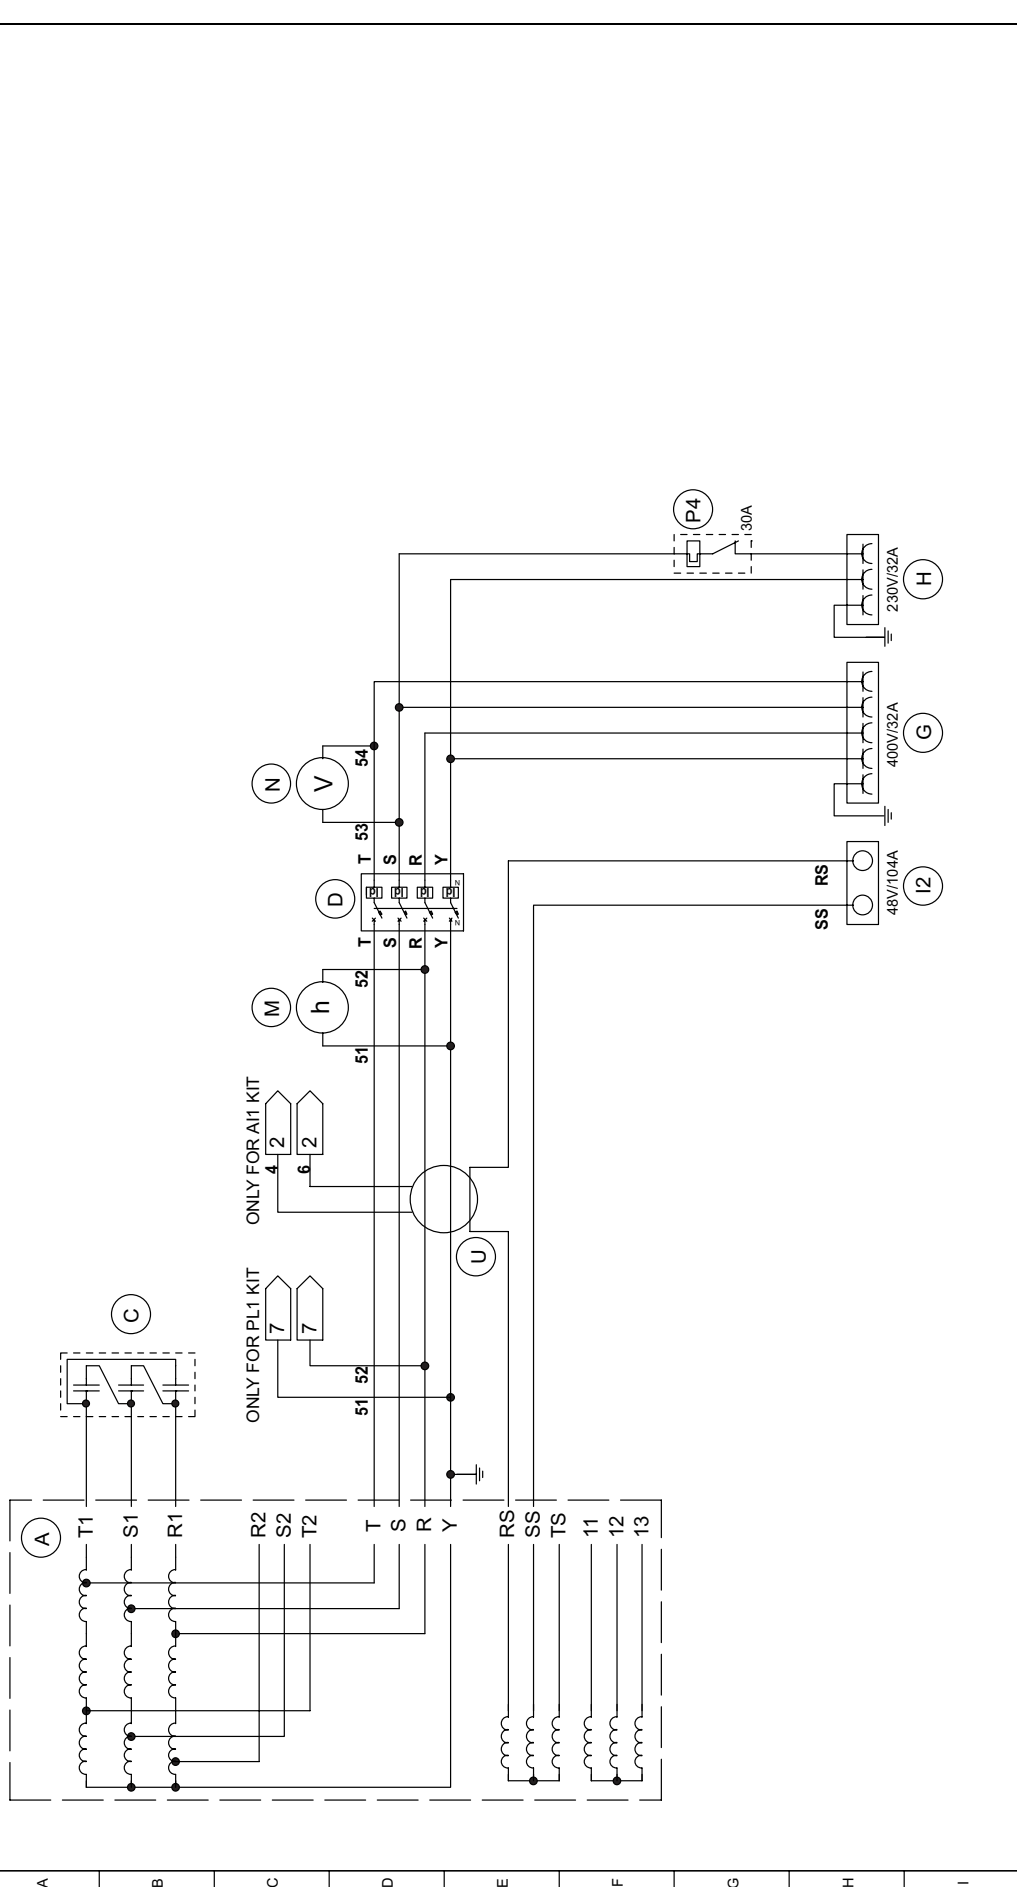 P4
30A
230V/32A
H
N
V
54
53
400V/32A
G
T
S
R
Y
D
N
N
T
S
R
Y
RS
SS
48V/104A
I2
M
h
52
51
ONLY FOR AI1 KIT
2
2
4
6
U
ONLY FOR PL1 KIT
7
7
52
51
C
A
T1
S1
R1
R2
S2
T2
T
S
R
Y
RS
SS
TS
11
12
13
A
B
C
D
E
F
G
H
I